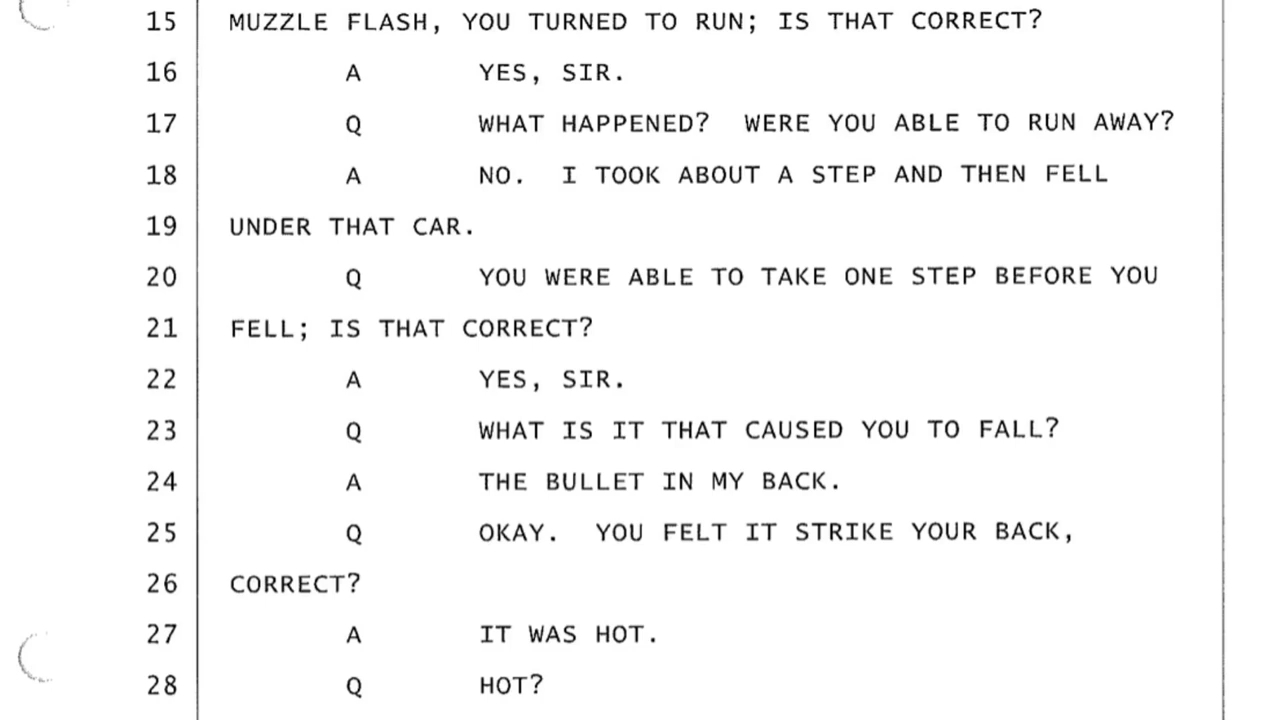 15 MUZZLE FLASH, YOU TURNED TO RUN; IS THAT CORRECT?
16 A YES, SIR.
17 Q WHAT HAPPENED? WERE YOU ABLE TO RUN AWAY?
18 A NO. I TOOK ABOUT A STEP AND THEN FELL
19 UNDER THAT CAR.
20 Q YOU WERE ABLE TO TAKE ONE STEP BEFORE YOU
21 FELL; IS THAT CORRECT?
22 A YES, SIR.
23 Q WHAT IS IT THAT CAUSED YOU TO FALL?
24 A THE BULLET IN MY BACK.
25 Q OKAY. YOU FELT IT STRIKE YOUR BACK,
26 CORRECT?
27 A IT WAS HOT.
28 Q HOT?